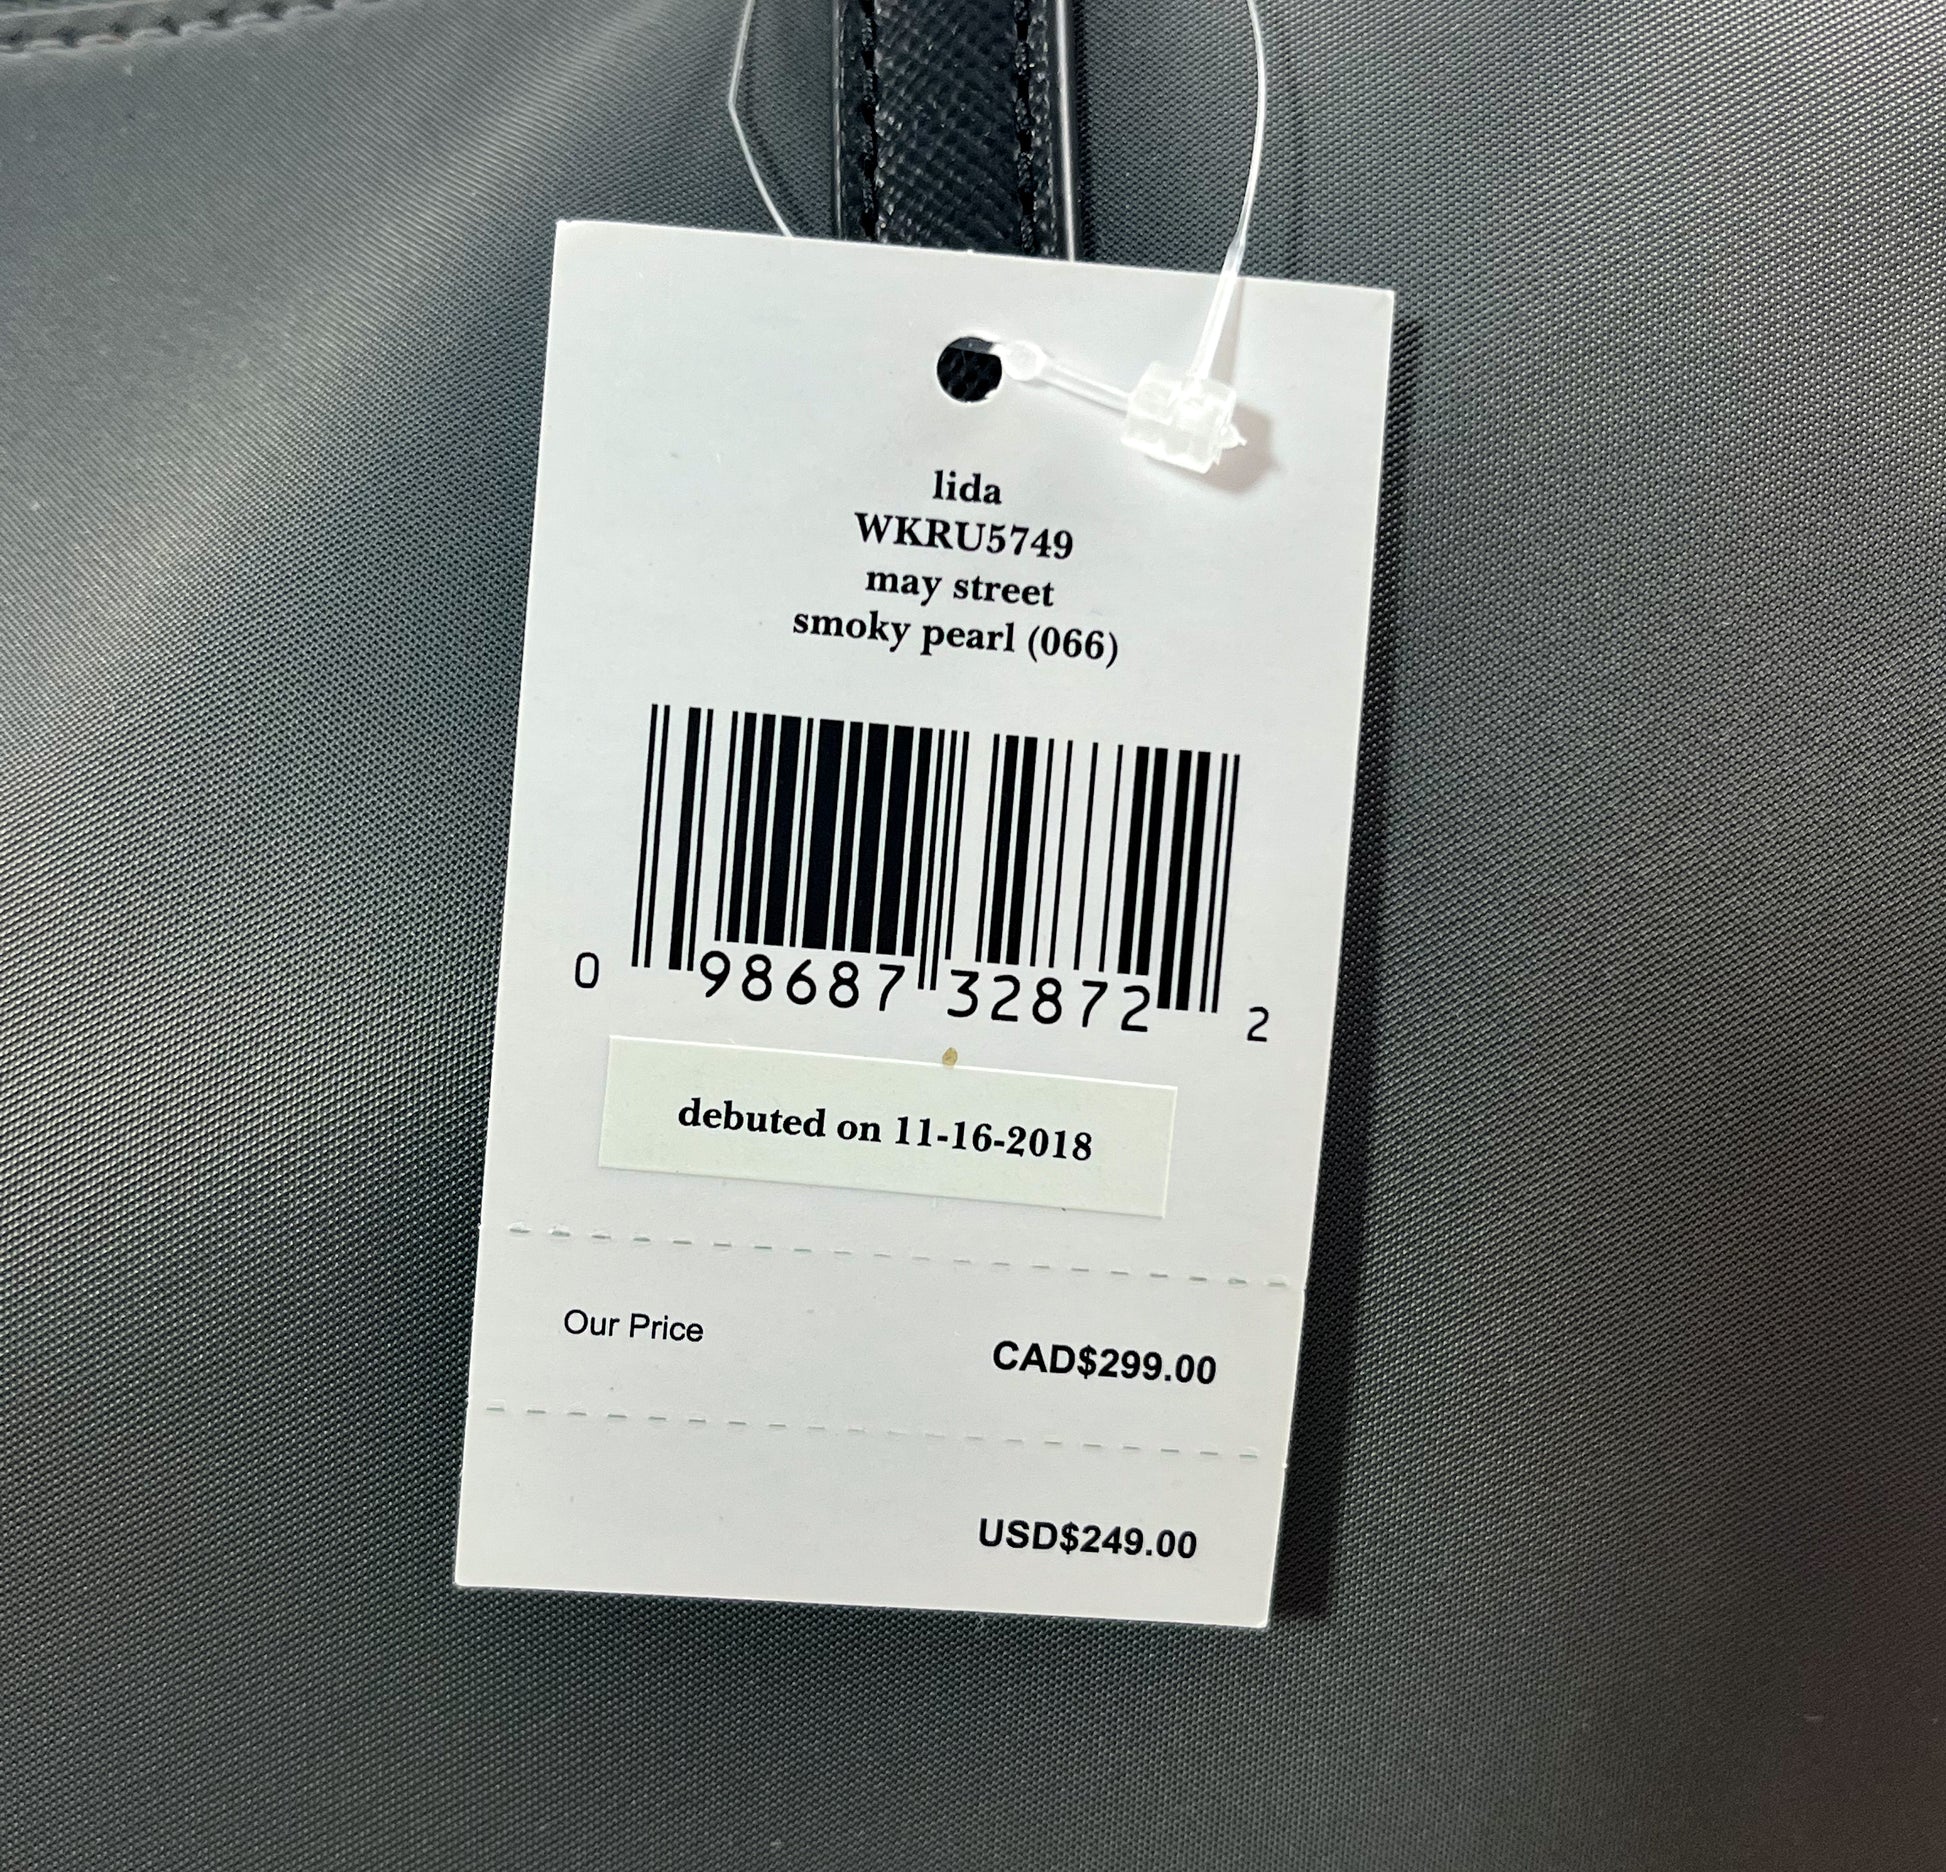 lida
WKRU5749
may street
smoky pearl (066)
0 98687 32872 2
debuted on 11-16-2018
Our Price CAD$299.00
USD$249.00